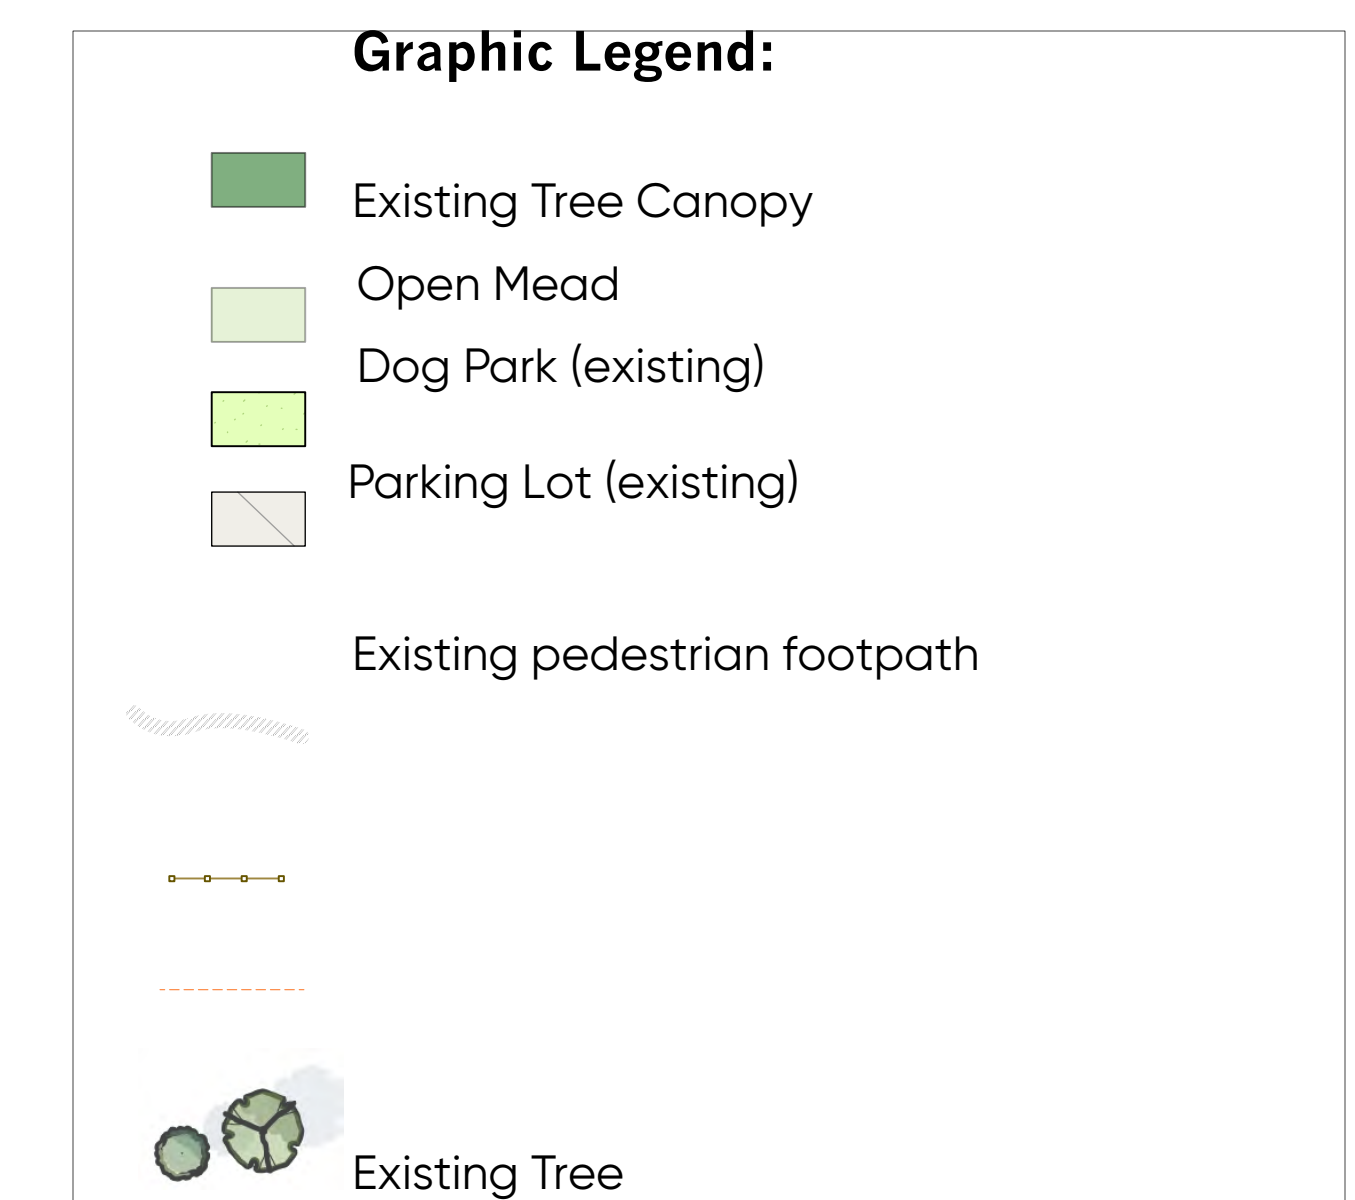 Graphic Legend:
Existing Tree Canopy
Open Mead
Dog Park (existing)
Parking Lot (existing)
Existing pedestrian footpath
Existing Tree